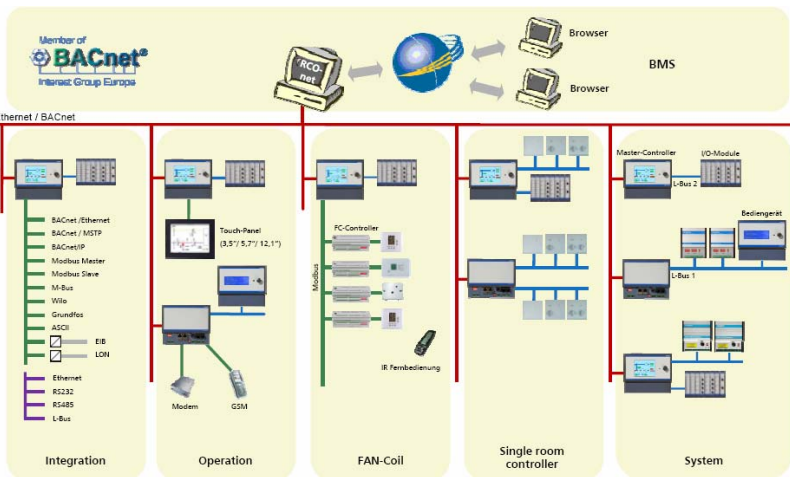 Member of
BACnet®
Interest Group Europe
RCO-
net
Browser
Browser
BMS
thernet / BACnet
BACnet /Ethernet
BACnet / MSTP
BACnet/IP
Modbus Master
Modbus Slave
M-Bus
Wilo
Grundfos
ASCII
EIB
LON
Ethernet
RS232
RS485
L-Bus
Integration
Touch-Panel
(3,5"/ 5,7"/ 12,1")
Modem
GSM
Operation
FC-Controller
Modbus
IR Fernbedienung
FAN-Coil
Single room
controller
Master-Controller
I/O-Module
L-Bus 2
Bediengerät
L-Bus 1
System